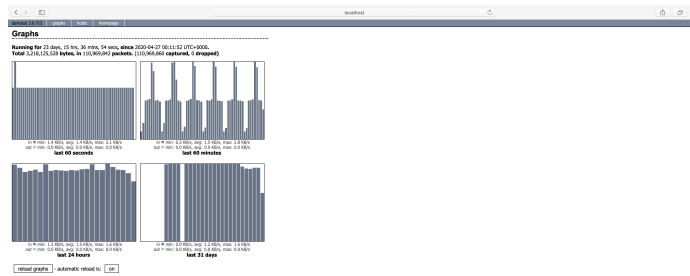 localhost
darkstat 3.0.715 graphs hosts homepage
Graphs
Running for 23 days, 15 hrs, 36 mins, 54 secs, since 2020-04-27 00:11:52 UTC+0000.
Total 3,218,125,528 bytes, in 110,969,842 packets. (110,969,860 captured, 0 dropped)
in = min: 1.4 KB/s, avg: 1.4 KB/s, max: 2.1 KB/s
out = min: 0.0 KB/s, avg: 0.0 KB/s, max: 0.0 KB/s
last 60 seconds
in = min: 0.3 KB/s, avg: 1.5 KB/s, max: 2.8 KB/s
out = min: 0.0 KB/s, avg: 0.0 KB/s, max: 0.0 KB/s
last 60 minutes
in = min: 1.2 KB/s, avg: 1.5 KB/s, max: 1.6 KB/s
out = min: 0.0 KB/s, avg: 0.0 KB/s, max: 0.0 KB/s
last 24 hours
in = min: 0.0 KB/s, avg: 1.2 KB/s, max: 1.6 KB/s
out = min: 0.0 KB/s, avg: 0.0 KB/s, max: 0.0 KB/s
last 31 days
reload graphs - automatic reload is: on